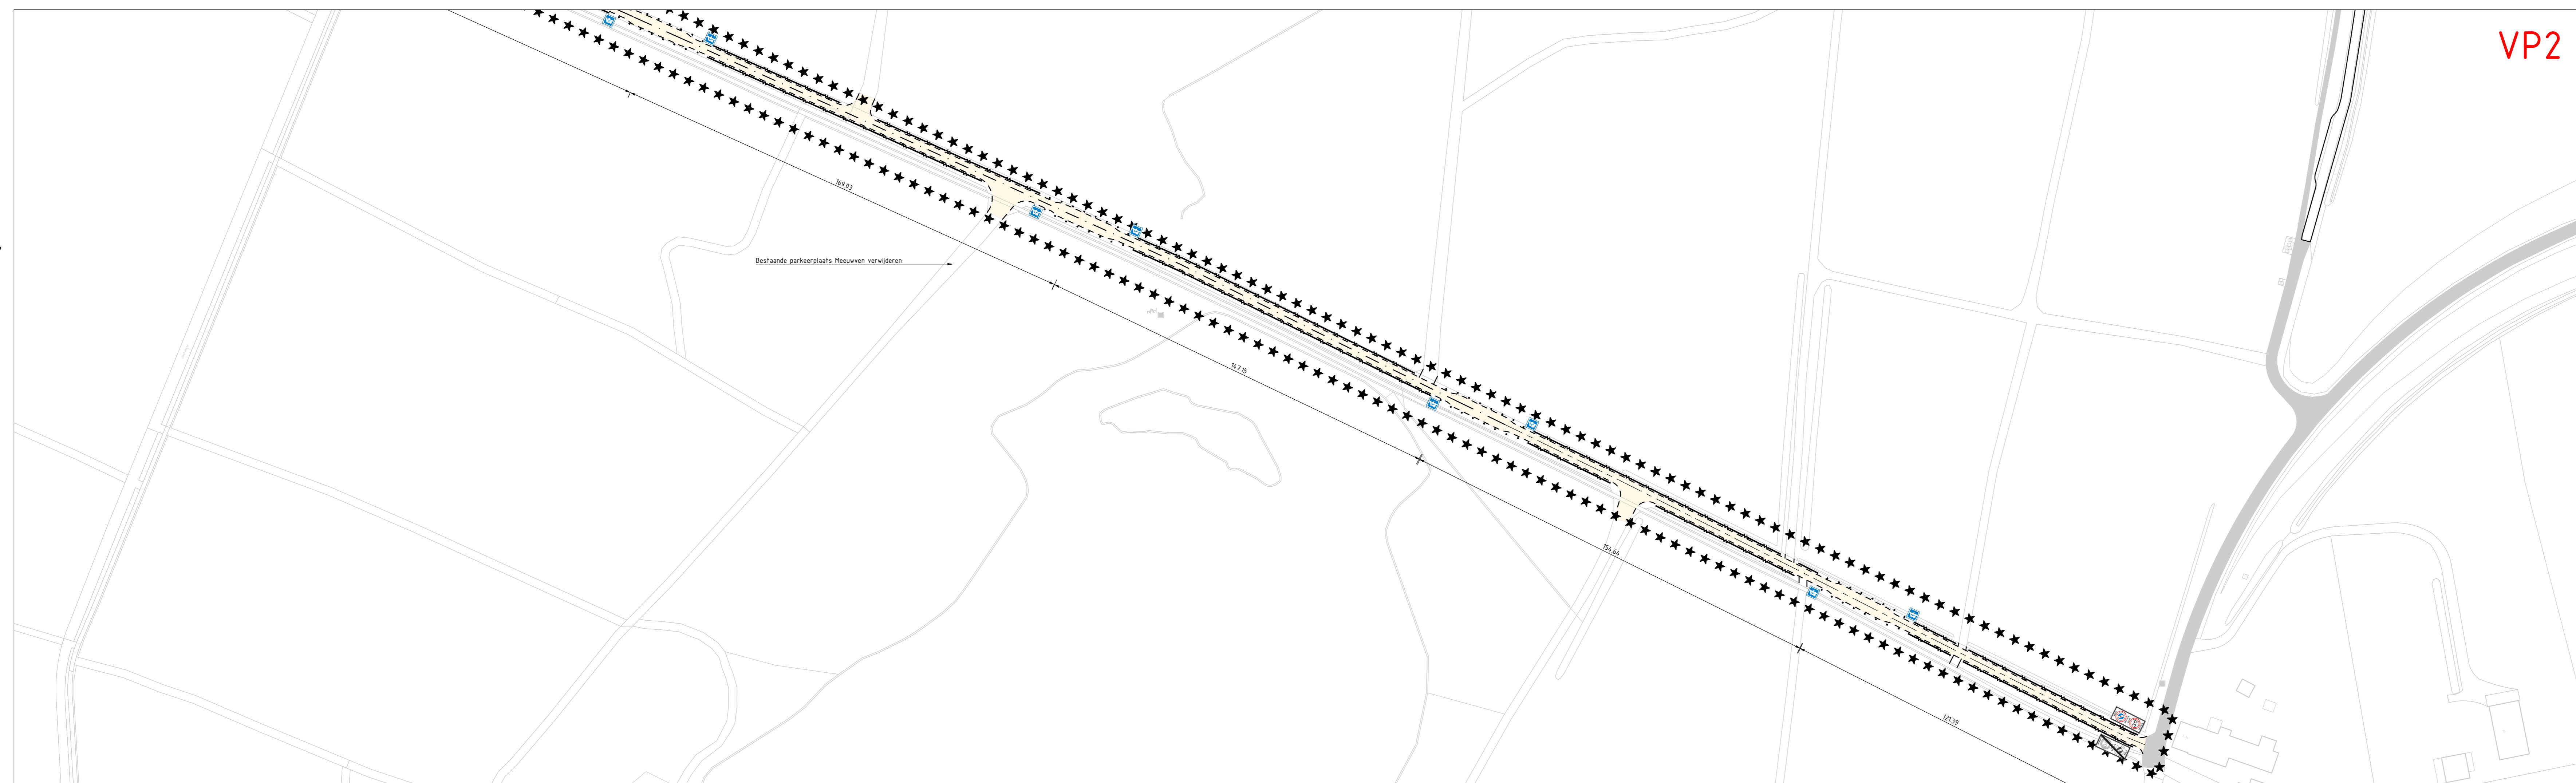 VP2
169.03
Bestaande parkeerplaats Meeuwven verwijderen
147.15
154.64
121.39